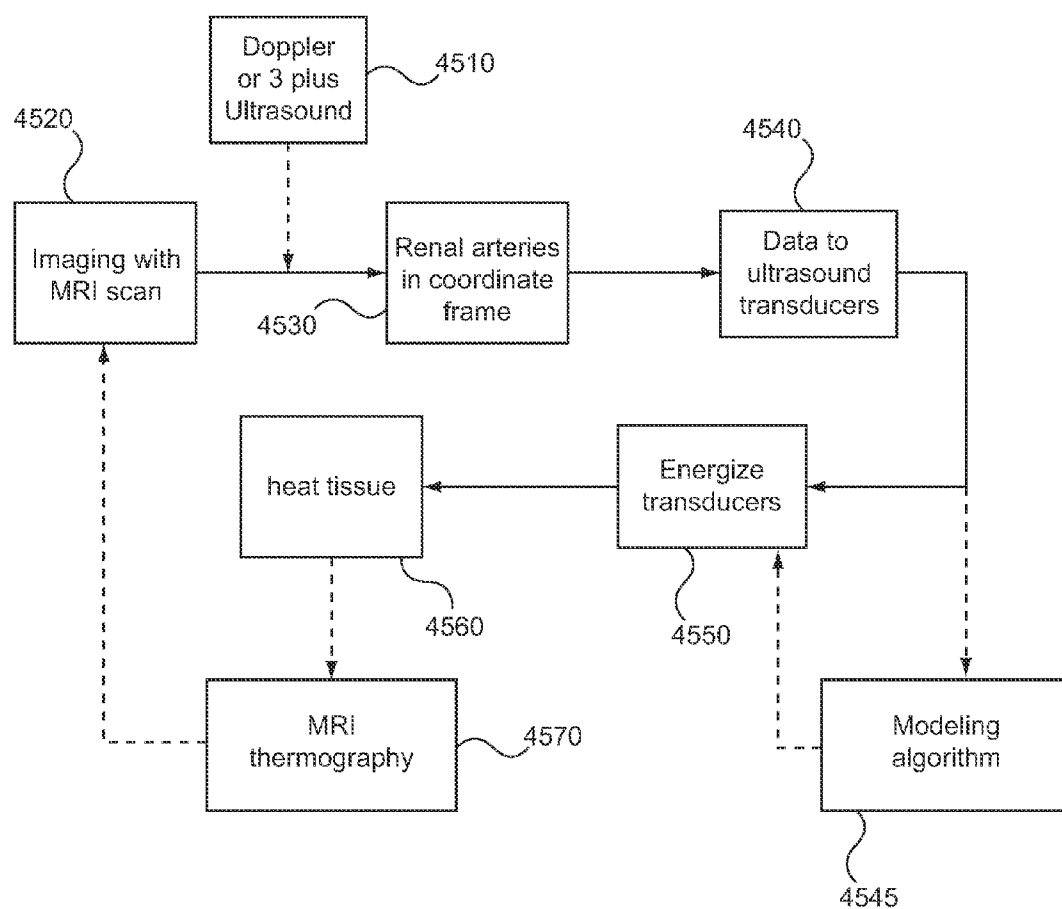 Doppler
or 3 plus
Ultrasound
4510
4520
4540
Imaging with
MRI scan
Renal arteries
in coordinate
frame
4530
Data to
ultrasound
transducers
heat tissue
4560
Energize
transducers
4550
MRI
thermography
4570
Modeling
algorithm
4545